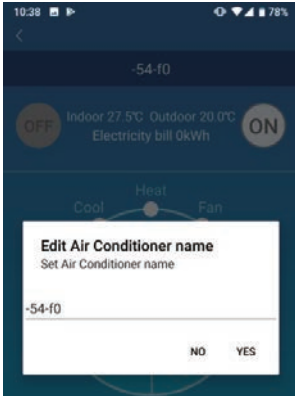 10:38 78%
-54-f0
Indoor 27.5℃ Outdoor 20.0℃
OFF
ON
Electricity bill 0kWh
Heat
Cool
Fan
Edit Air Conditioner name
Set Air Conditioner name
-54-f0
NO YES